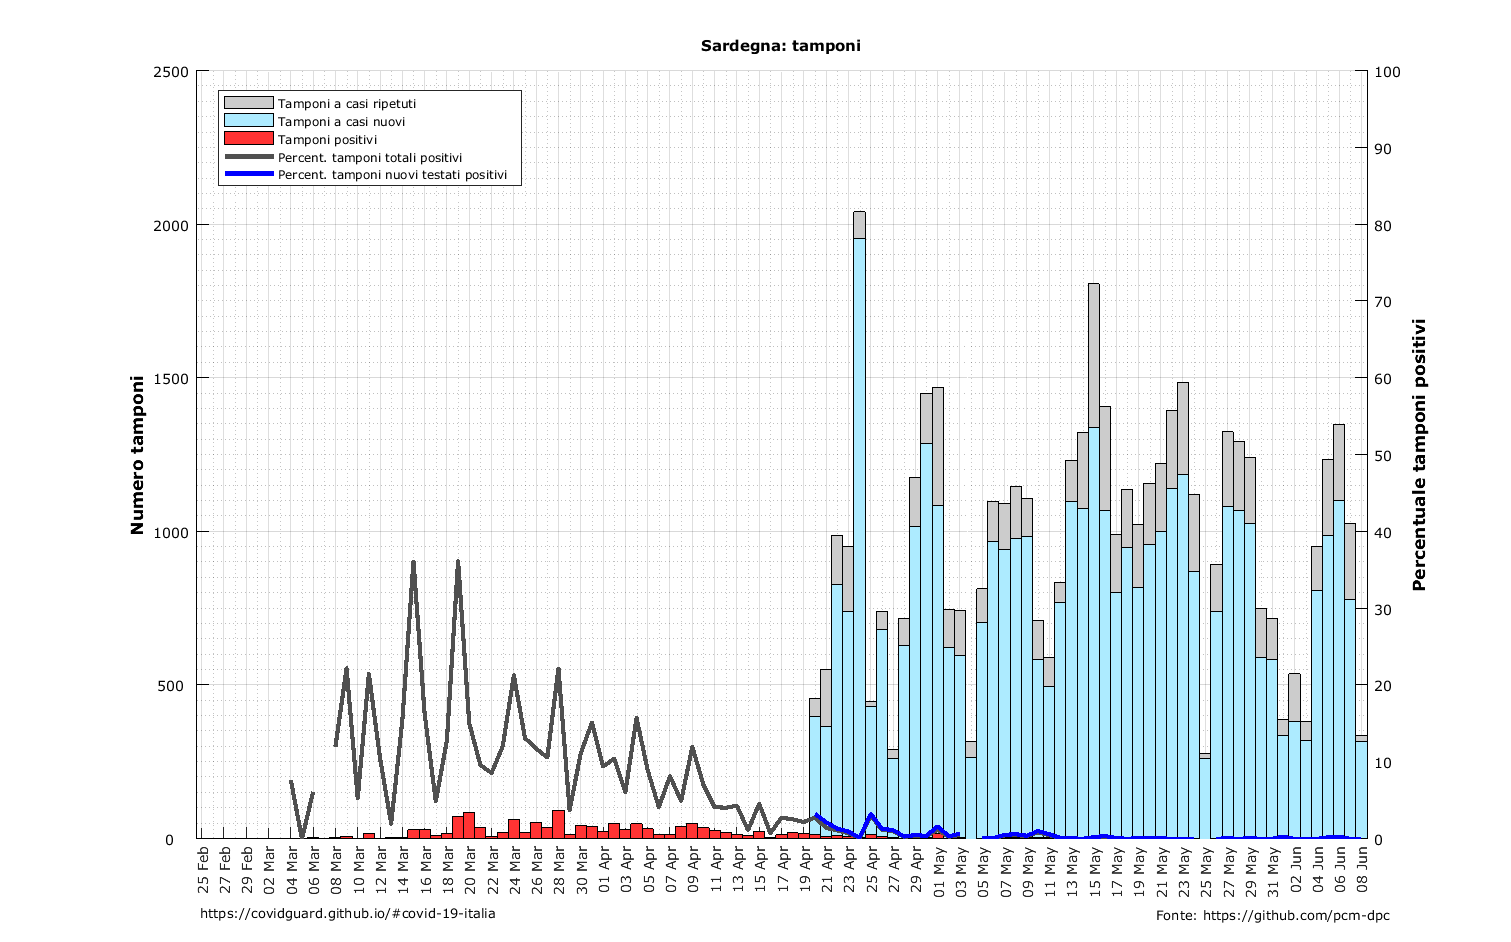 Sardegna: tamponi
Tamponi a casi ripetuti
Tamponi a casi nuovi
Tamponi positivi
Percent. tamponi totali positivi
Percent. tamponi nuovi testati positivi
Numero tamponi
2500
2000
1500
1000
500
0
Percentuale tamponi positivi
100
90
80
70
60
50
40
30
20
10
0
25 Feb
27 Feb
29 Feb
02 Mar
04 Mar
06 Mar
08 Mar
10 Mar
12 Mar
14 Mar
16 Mar
18 Mar
20 Mar
22 Mar
24 Mar
26 Mar
28 Mar
30 Mar
01 Apr
03 Apr
05 Apr
07 Apr
09 Apr
11 Apr
13 Apr
15 Apr
17 Apr
19 Apr
21 Apr
23 Apr
25 Apr
27 Apr
29 Apr
01 May
03 May
05 May
07 May
09 May
11 May
13 May
15 May
17 May
19 May
21 May
23 May
25 May
27 May
29 May
31 May
02 Jun
04 Jun
06 Jun
08 Jun
https://covidguard.github.io/#covid-19-italia
Fonte: https://github.com/pcm-dpc